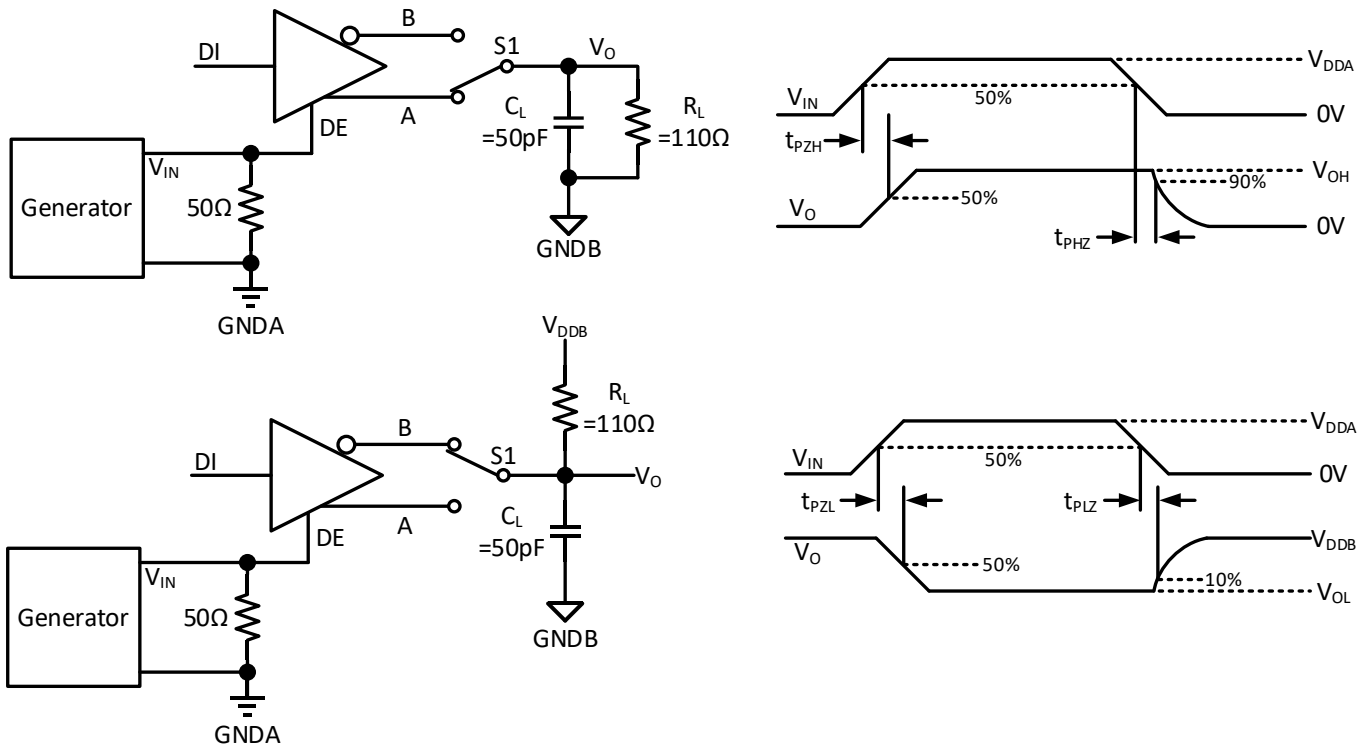 B
DI
S1
V_O
A
C_L
=50pF
R_L
=110Ω
DE
V_IN
Generator
50Ω
GNDB
GNDA
V_DDA
V_IN
50%
0V
t_PZH
V_OH
90%
V_O
50%
0V
t_PHZ
V_DDB
R_L
=110Ω
B
DI
S1
V_O
A
C_L
=50pF
DE
V_IN
Generator
50Ω
GNDB
GNDA
V_DDA
V_IN
50%
0V
t_PZL
t_PLZ
V_O
V_DDB
50%
10%
V_OL